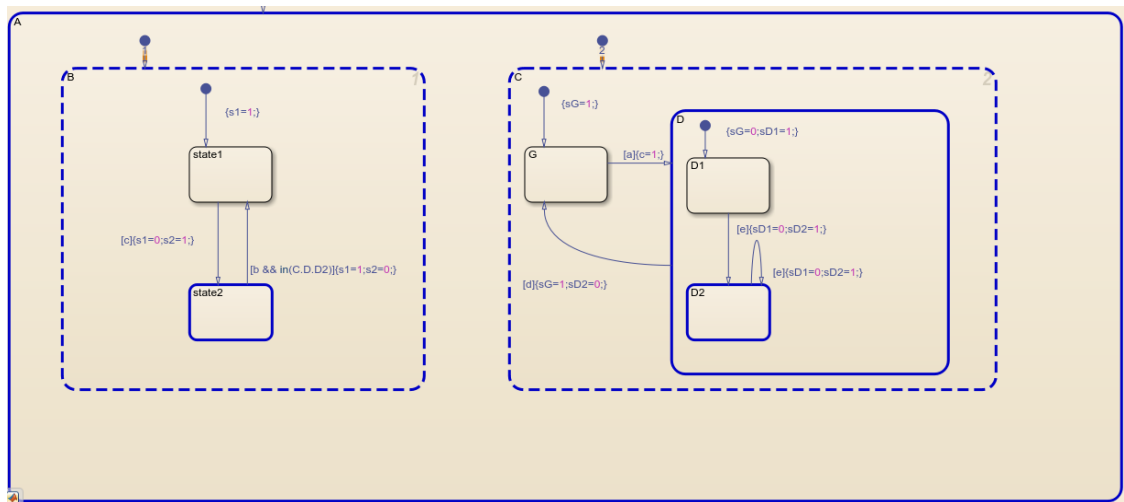 A
1
2
B
1
C
2
{s1=1;}
{sG=1;}
D
{sG=0;sD1=1;}
state1
G
[a]{c=1;}
D1
[c]{s1=0;s2=1;}
[e]{sD1=0;sD2=1;}
[b && in(C.D.D2)]{s1=1;s2=0;}
[e]{sD1=0;sD2=1;}
[d]{sG=1;sD2=0;}
state2
D2